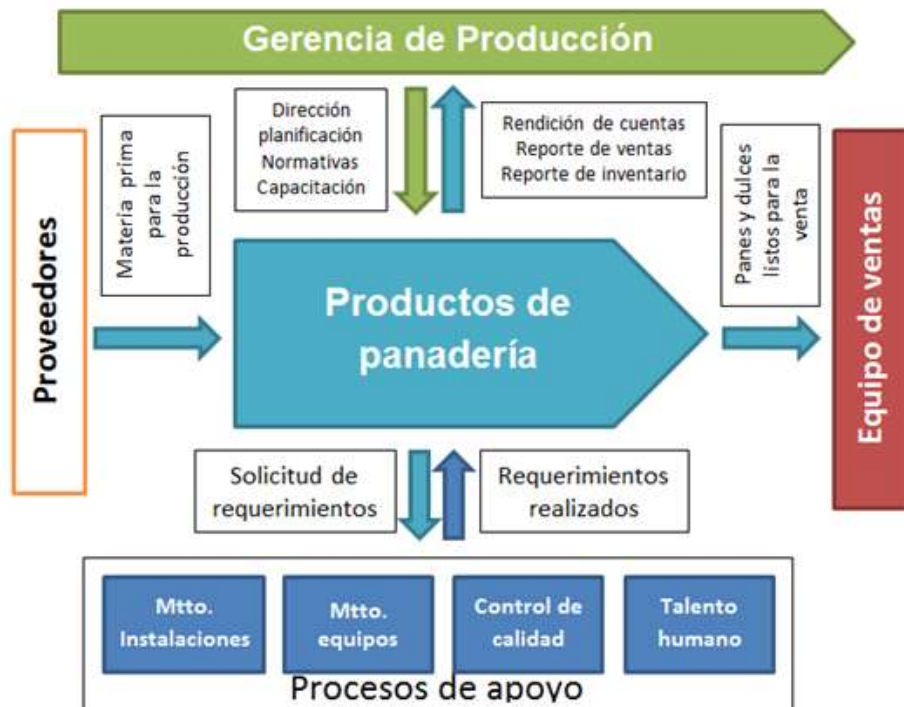 Gerencia de Producción
Dirección
planificación
Normativas
Capacitación
Rendición de cuentas
Reporte de ventas
Reporte de inventario
Proveedores
Materia prima
para la
producción
Productos de
panadería
Panes y dulces
listos para la
venta
Equipo de ventas
Solicitud de
requerimientos
Requerimientos
realizados
Mtto.
Instalaciones
Mtto.
equipos
Control de
calidad
Talento
humano
Procesos de apoyo